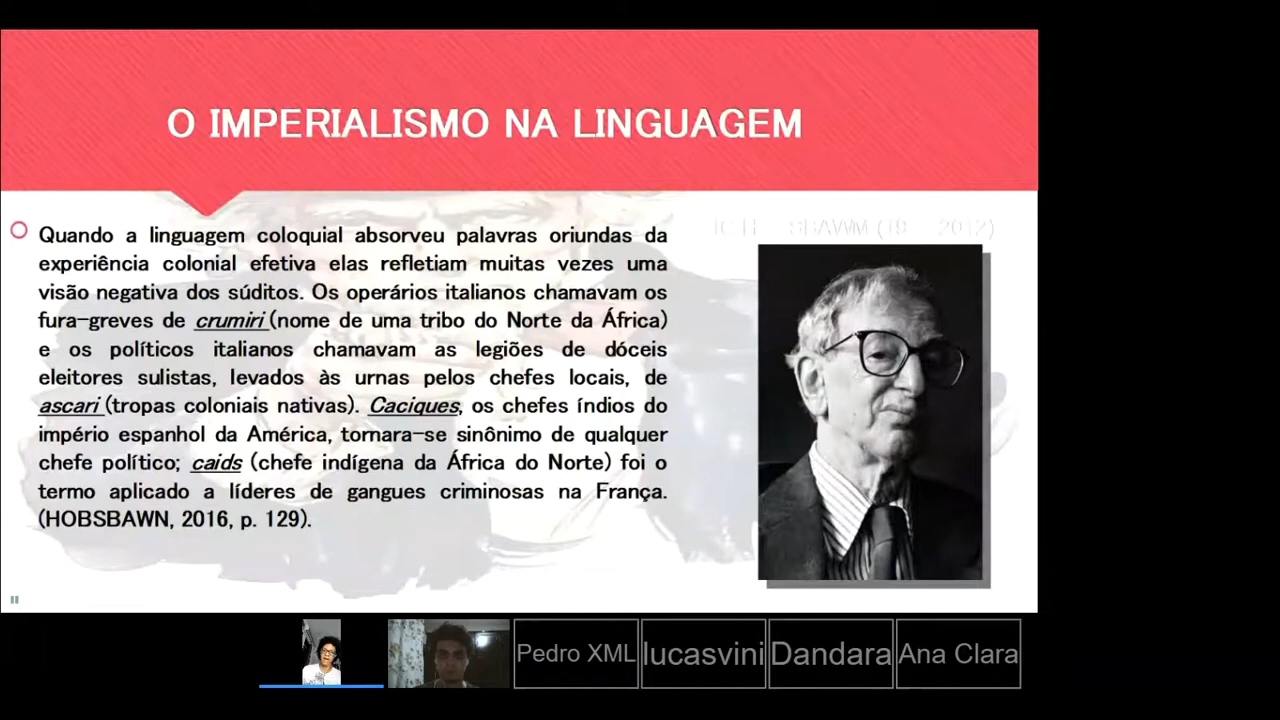 O IMPERIALISMO NA LINGUAGEM
Quando a linguagem coloquial absorveu palavras oriundas da
experiência colonial efetiva elas refletiam muitas vezes uma
visão negativa dos súditos. Os operários italianos chamavam os
fura-greves de crumiri (nome de uma tribo do Norte da África)
e os políticos italianos chamavam as legiões de dóceis
eleitores sulistas, levados às urnas pelos chefes locais, de
ascari (tropas coloniais nativas). Caciques, os chefes índios do
império espanhol da América, tornara-se sinônimo de qualquer
chefe político; caids (chefe indígena da África do Norte) foi o
termo aplicado a líderes de gangues criminosas na França.
(HOBSBAWN, 2016, p. 129).
2012)
Pedro XML lucasvini Dandara Ana Clara